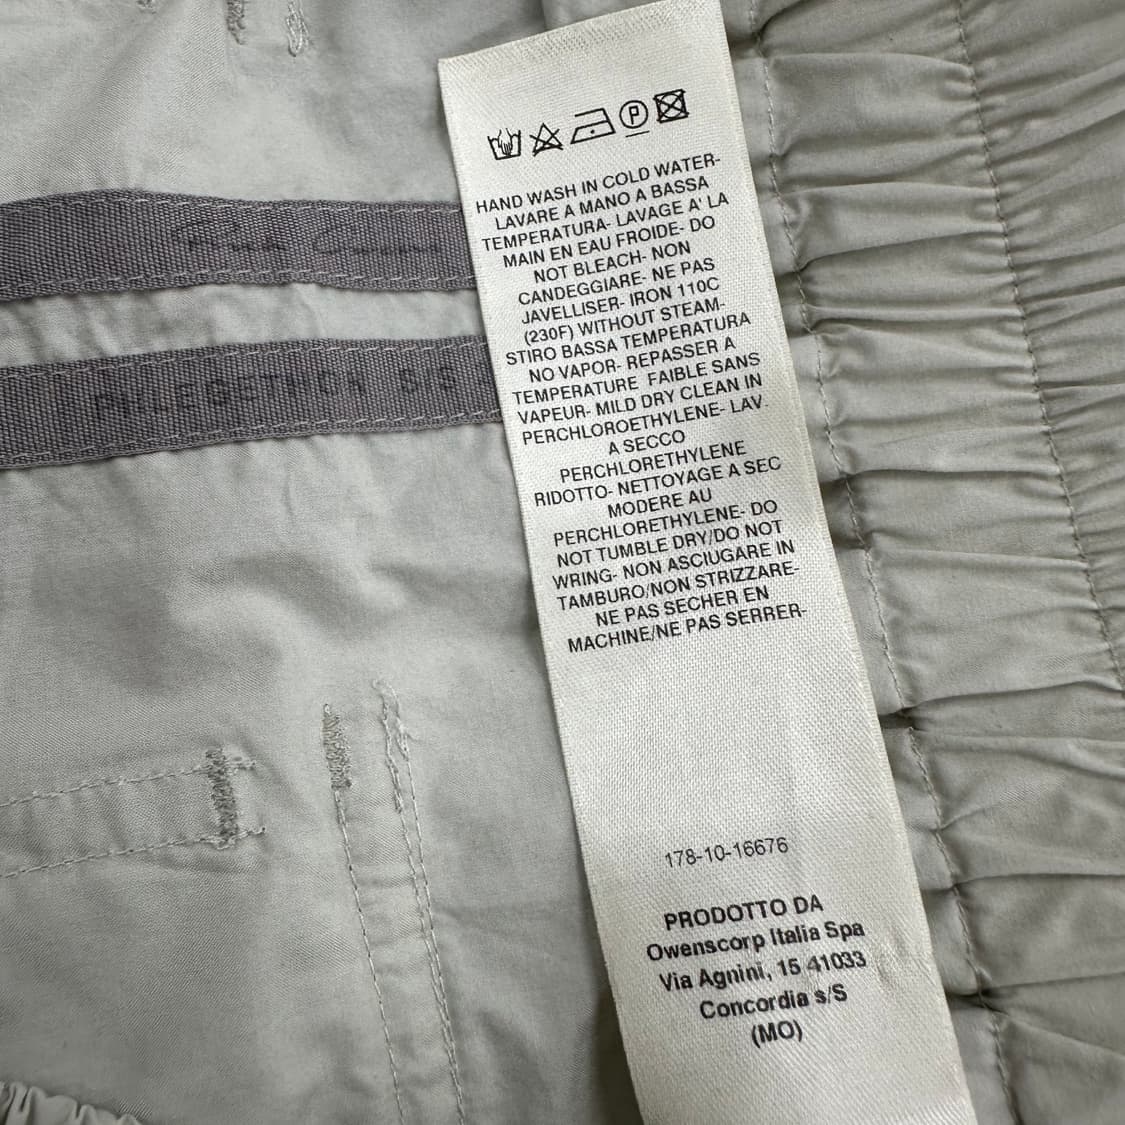 PHLEGETHON S/S
P
HAND WASH IN COLD WATER-
LAVARE A MANO A BASSA
TEMPERATURA- LAVAGE A' LA
MAIN EN EAU FROIDE- DO
NOT BLEACH- NON
CANDEGGIARE- NE PAS
JAVELLISER- IRON 110C
(230F) WITHOUT STEAM-
STIRO BASSA TEMPERATURA
NO VAPOR- REPASSER A
TEMPERATURE FAIBLE SANS
VAPEUR- MILD DRY CLEAN IN
PERCHLOROETHYLENE- LAV.
A SECCO
PERCHLORETHYLENE
RIDOTTO- NETTOYAGE A SEC
MODERE AU
PERCHLORETHYLENE- DO
NOT TUMBLE DRY/DO NOT
WRING- NON ASCIUGARE IN
TAMBURO/NON STRIZZARE-
NE PAS SECHER EN
MACHINE/NE PAS SERRER-
178-10-16676
PRODOTTO DA
Owenscorp Italia Spa
Via Agnini, 15 41033
Concordia s/S
(MO)